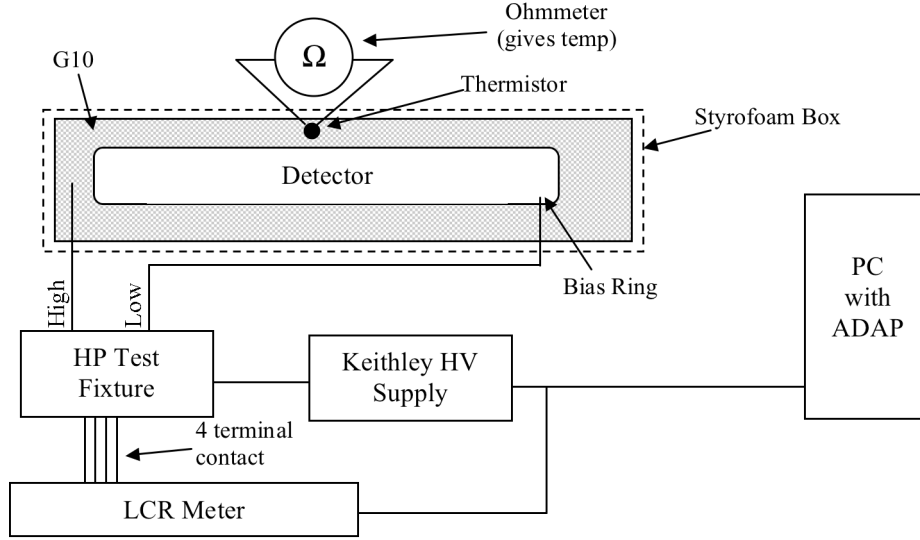 Ohmmeter
(gives temp)
Ω
G10
Thermistor
Styrofoam Box
Detector
Bias Ring
High
Low
PC
with
ADAP
HP Test
Fixture
Keithley HV
Supply
4 terminal
contact
LCR Meter